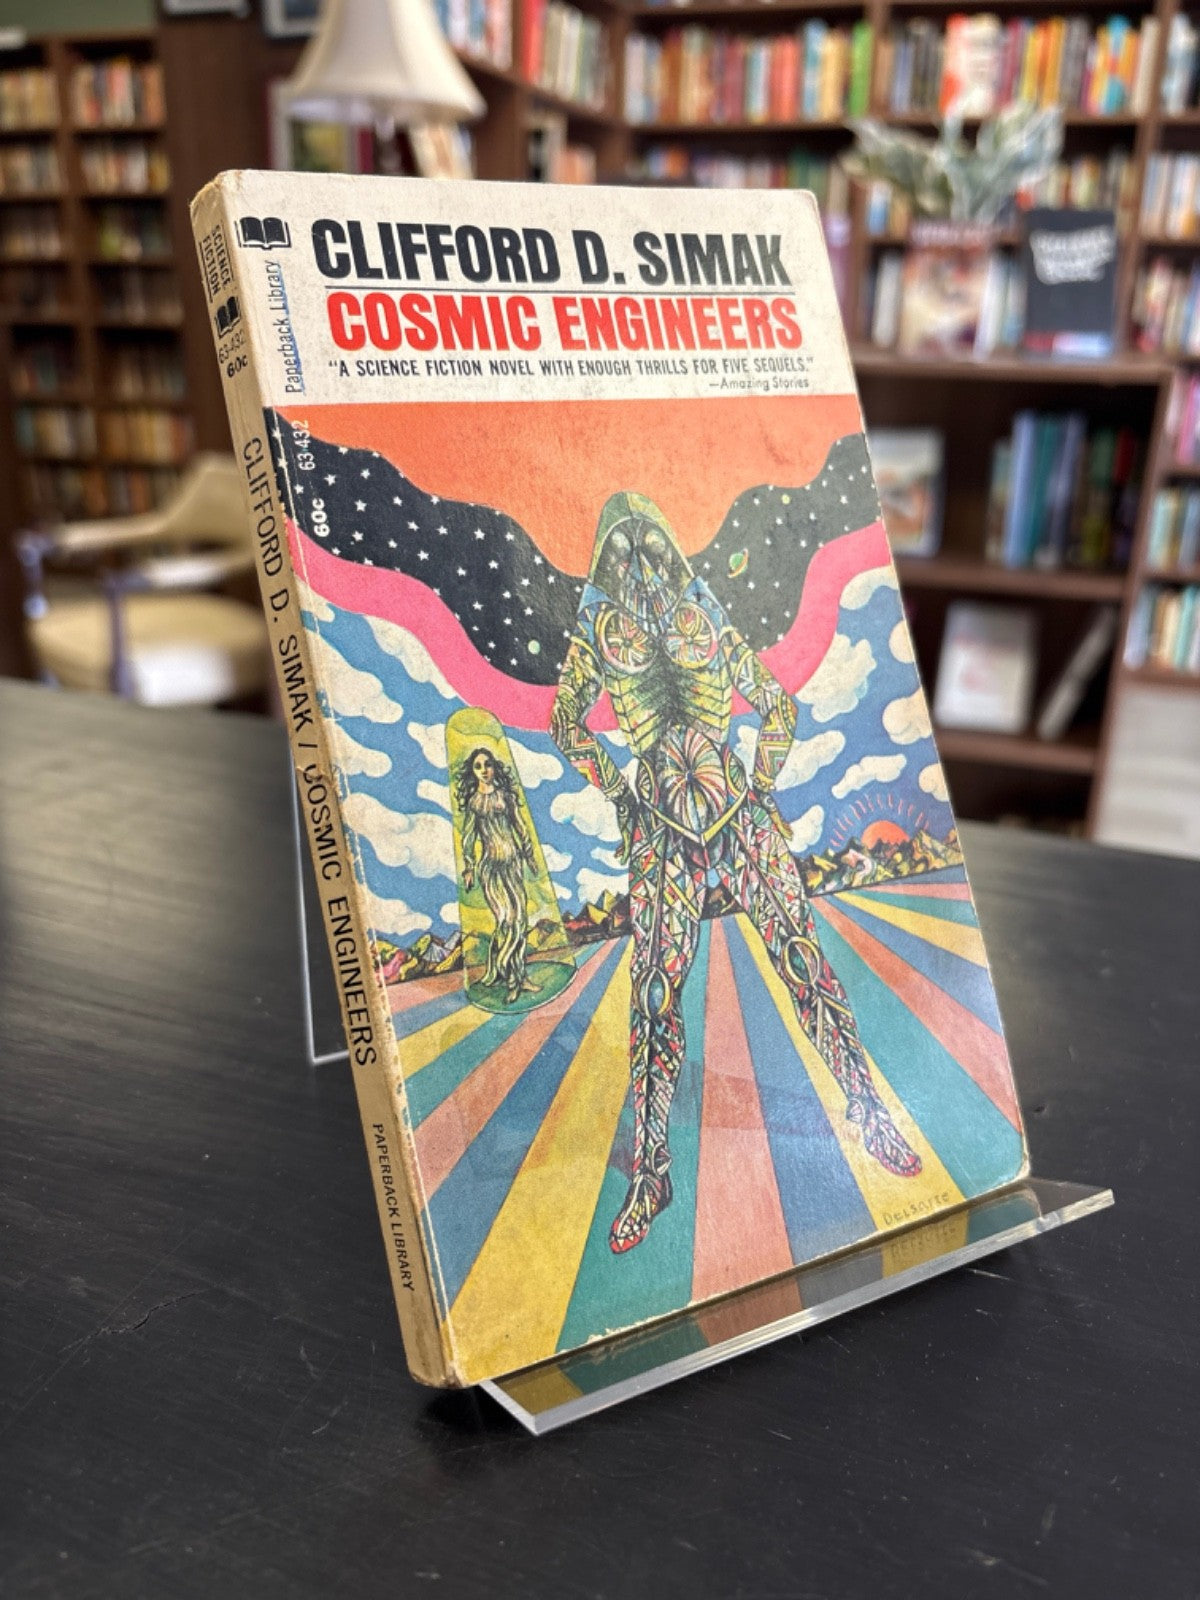 CLIFFORD D. SIMAK
COSMIC ENGINEERS
"A SCIENCE FICTION NOVEL WITH ENOUGH THRILLS FOR FIVE SEQUELS."
—Amazing Stories
Paperback Library
63-432
60c
SCIENCE
FICTION
63-432
60c
CLIFFORD D. SIMAK / COSMIC ENGINEERS
PAPERBACK LIBRARY